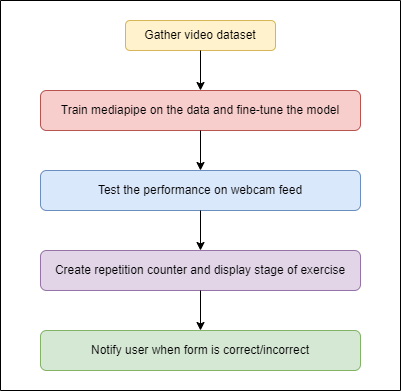 Gather video dataset
Train mediapipe on the data and fine-tune the model
Test the performance on webcam feed
Create repetition counter and display stage of exercise
Notify user when form is correct/incorrect